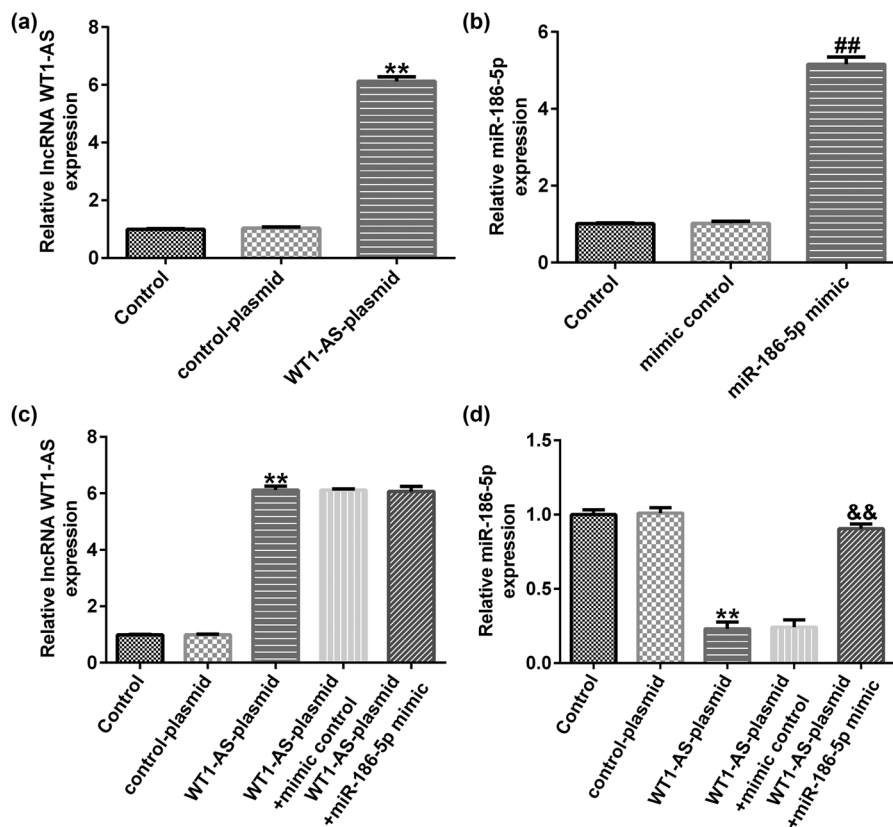 (a)
Relative lncRNA WT1-AS
expression
8
6
4
2
0
**
Control
control-plasmid
WT1-AS-plasmid
(b)
Relative miR-186-5p
expression
6
4
2
0
##
Control
mimic control
miR-186-5p mimic
(c)
Relative lncRNA WT1-AS
expression
8
6
4
2
0
**
Control
control-plasmid
WT1-AS-plasmid
WT1-AS-plasmid
+mimic control
WT1-AS-plasmid
+miR-186-5p mimic
(d)
Relative miR-186-5p
expression
1.5
1.0
0.5
0.0
**
&&
Control
control-plasmid
WT1-AS-plasmid
WT1-AS-plasmid
+mimic control
WT1-AS-plasmid
+miR-186-5p mimic